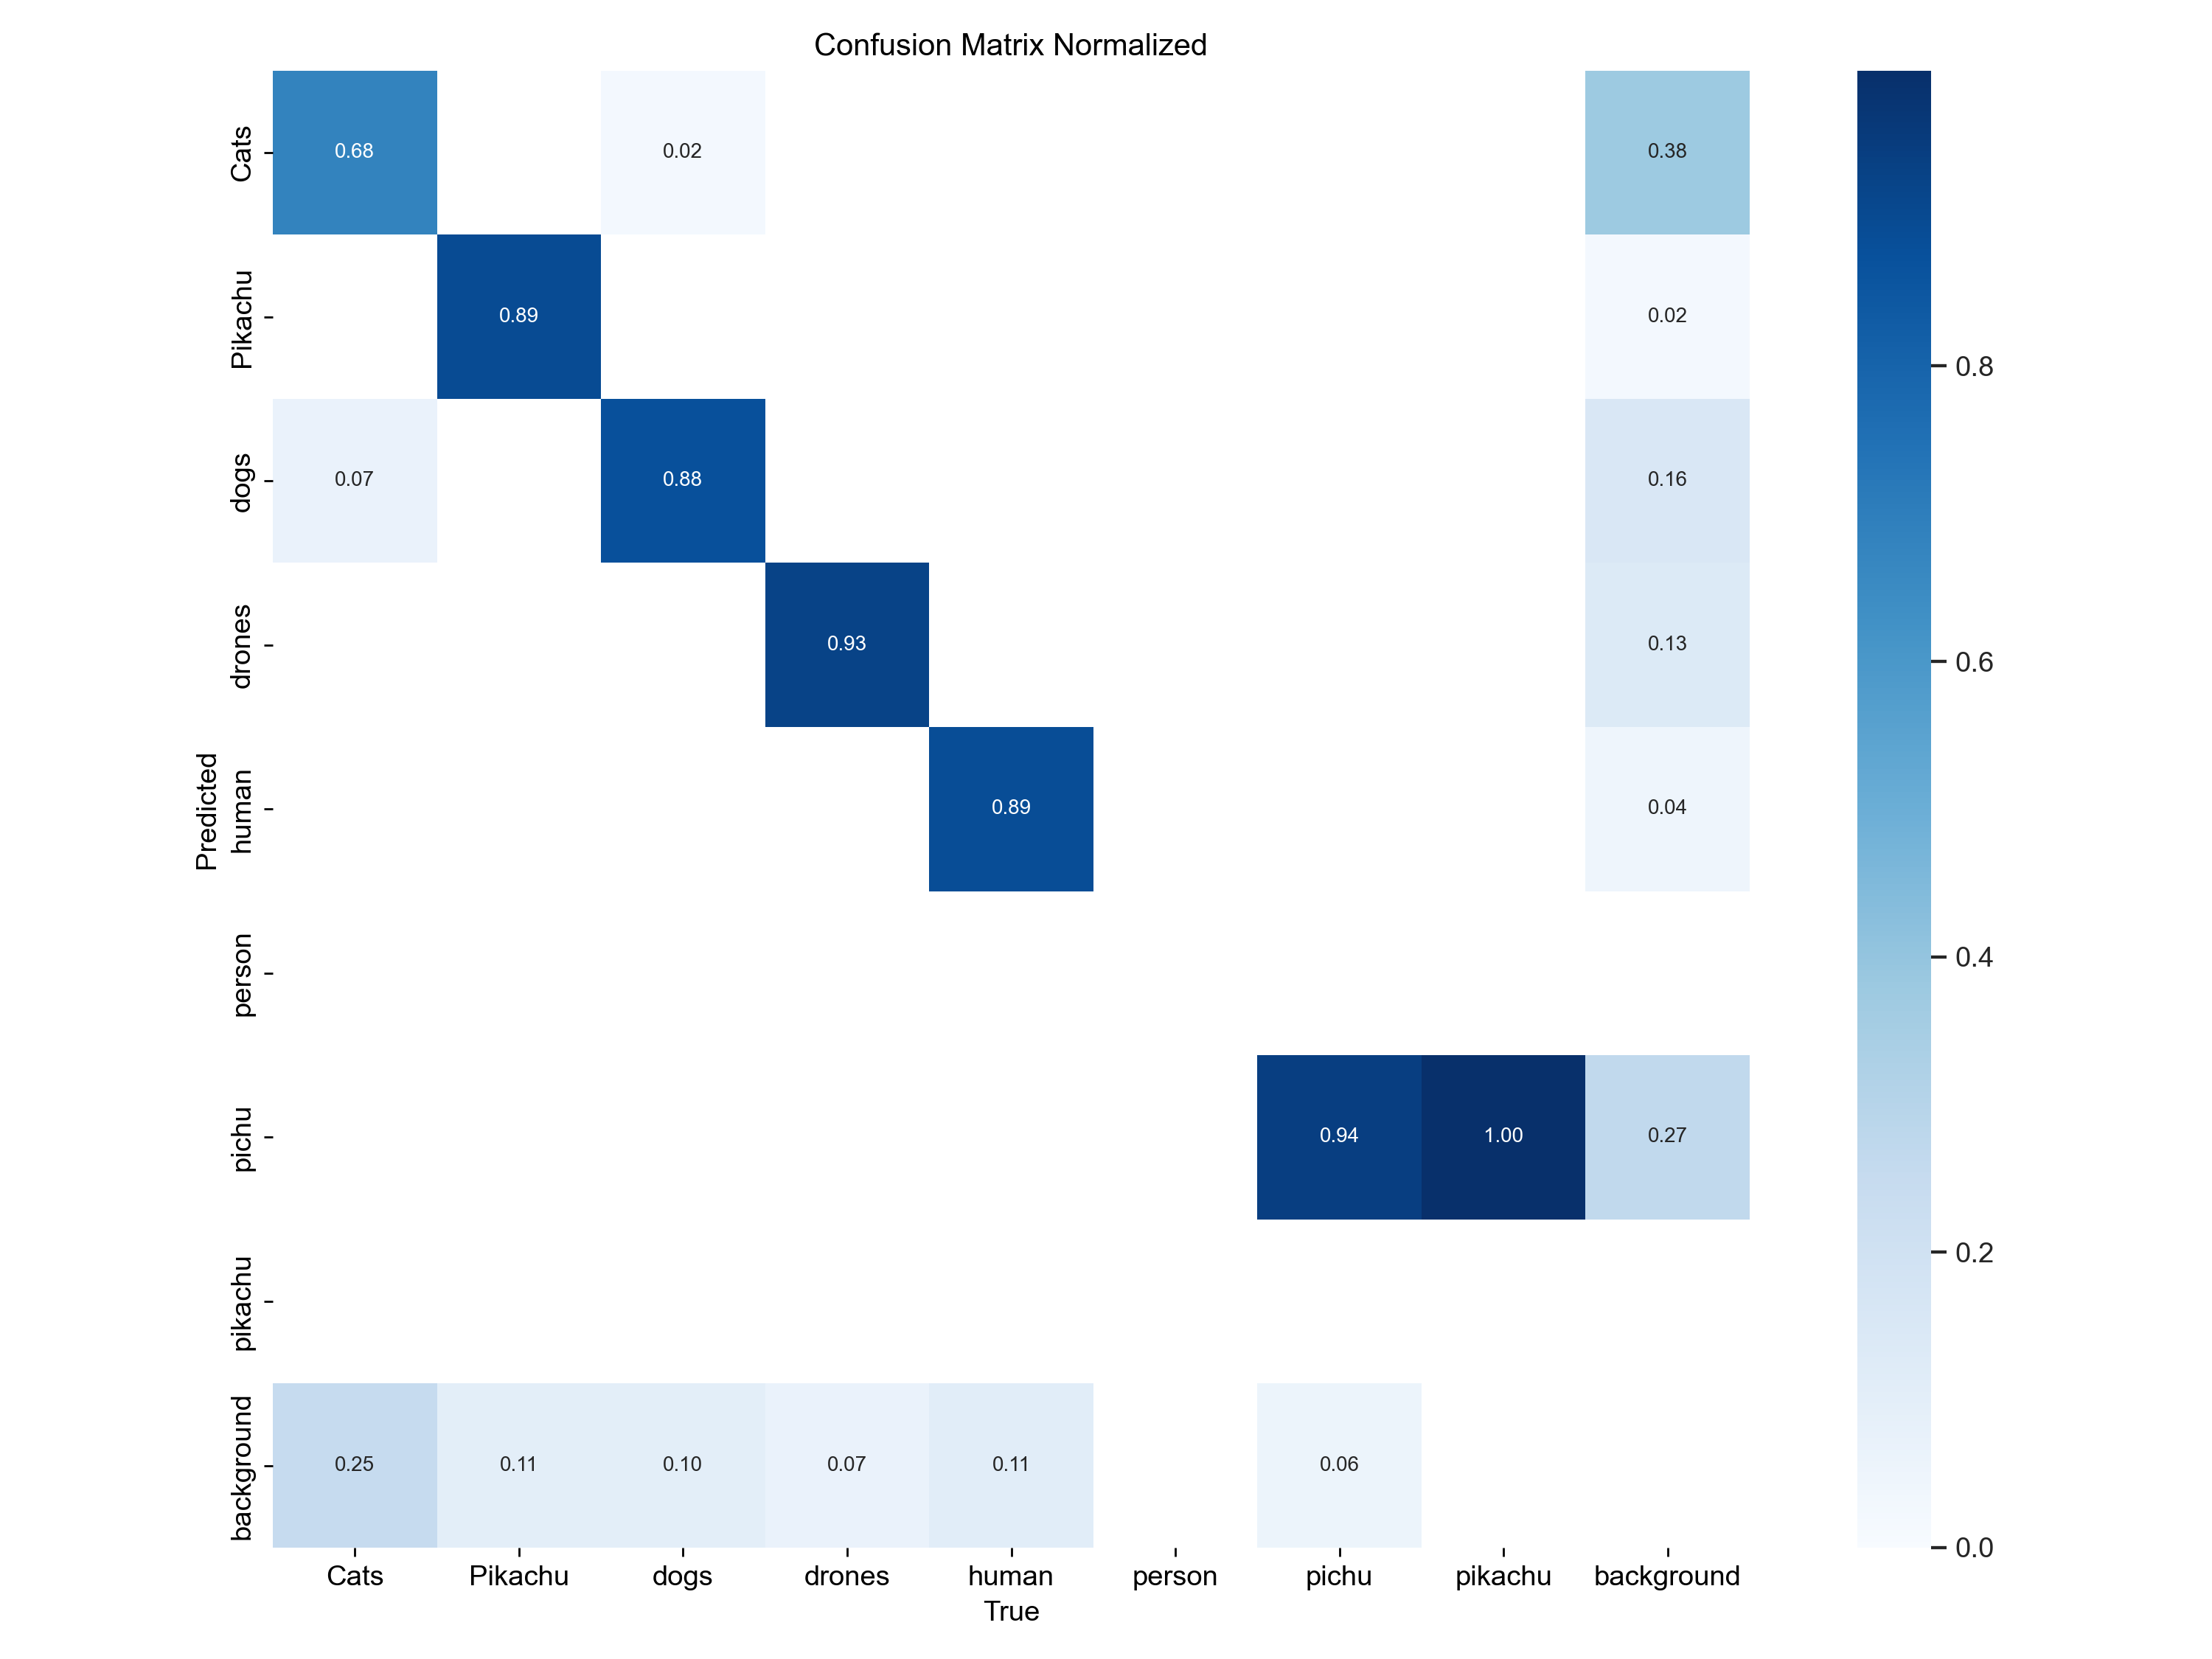 Confusion Matrix Normalized
Cats
0.68
0.02
0.38
Pikachu
0.89
0.02
dogs
0.07
0.88
0.16
drones
0.93
0.13
human
0.89
0.04
person
pichu
0.94
1.00
0.27
pikachu
background
0.25
0.11
0.10
0.07
0.11
0.06
Predicted
Cats
Pikachu
dogs
drones
human
person
pichu
pikachu
background
True
0.8
0.6
0.4
0.2
0.0